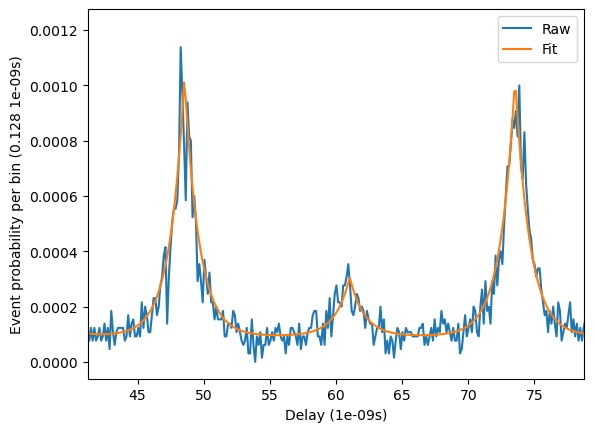 0.0012
0.0010
0.0008
0.0006
0.0004
0.0002
0.0000
Event probability per bin (0.128 1e-09s)
Raw
Fit
45 50 55 60 65 70 75
Delay (1e-09s)